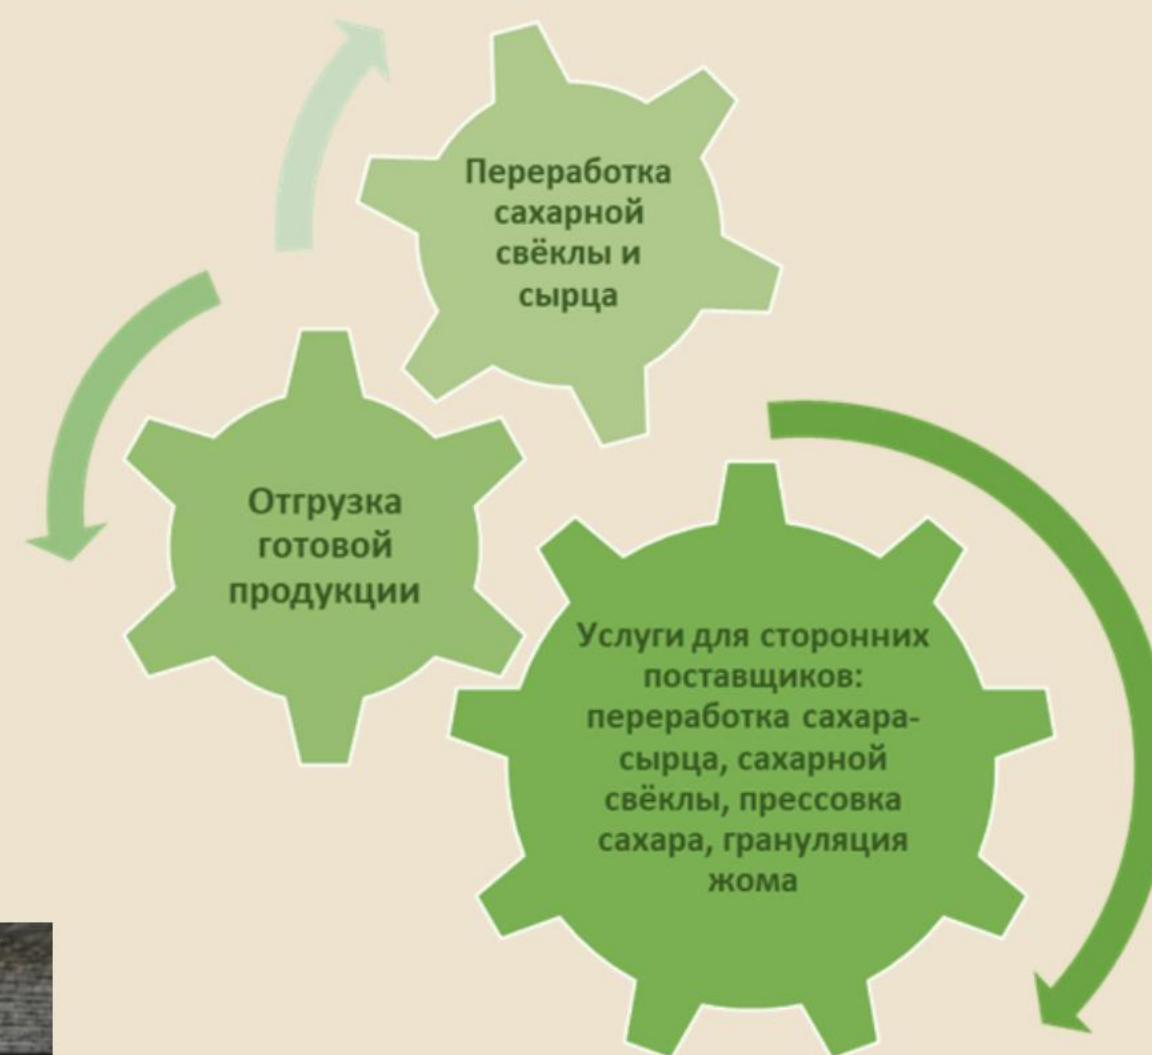 Переработка
сахарной
свёклы и
сырца
Отгрузка
готовой
продукции
Услуги для сторонних
поставщиков:
переработка сахара-
сырца, сахарной
свёклы, прессовка
сахара, грануляция
жома